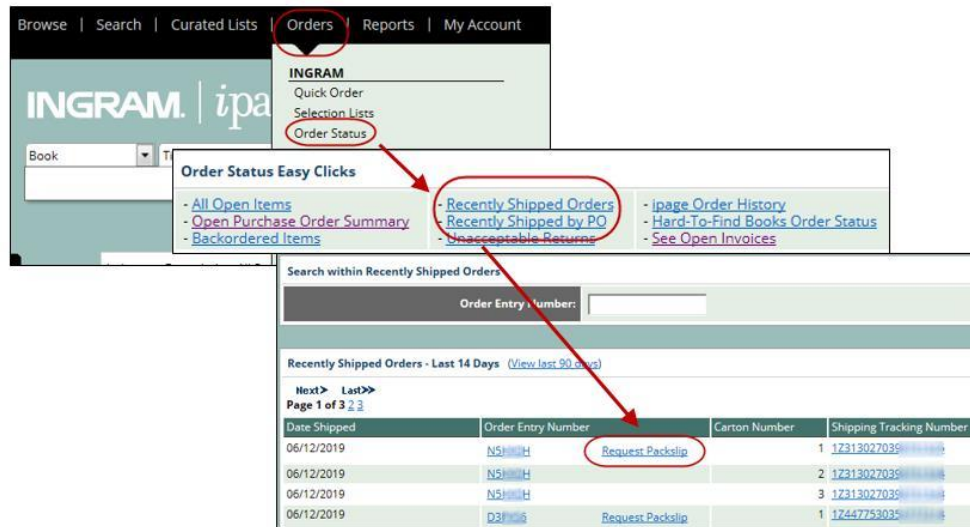 Browse | Search | Curated Lists | Orders | Reports | My Account
INGRAM
Quick Order
Selection Lists
Order Status
INGRAM. | ipa
Book
Order Status Easy Clicks
- All Open Items
- Open Purchase Order Summary
- Backordered Items
- Recently Shipped Orders
- Recently Shipped by PO
- Unacceptable Returns
- ipage Order History
- Hard-To-Find Books Order Status
- See Open Invoices
Search within Recently Shipped Orders
Order Entry Number:
Recently Shipped Orders - Last 14 Days (View last 90 days)
Next> Last>>
Page 1 of 3 2 3
Date Shipped Order Entry Number Carton Number Shipping Tracking Number
06/12/2019 Request Packslip 1
06/12/2019 2
06/12/2019 3
06/12/2019 Request Packslip 1